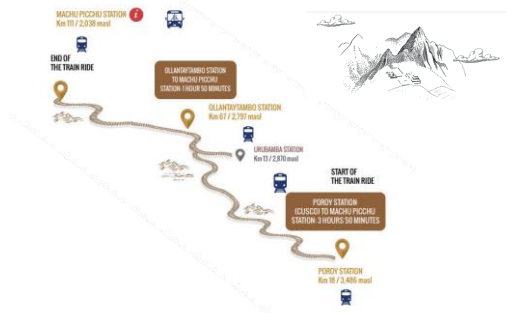 MACHU PICCHU STATION
Km 111 / 2,038 masl
END OF
THE TRAIN RIDE
OLLANTAYTAMBO STATION
TO MACHU PICCHU
STATION: 1 HOUR 50 MINUTES
OLLANTAYTAMBO STATION
Km 67 / 2,797 masl
URUBAMBA STATION
Km 13 / 2,870 masl
START OF
THE TRAIN RIDE
POROY STATION
(CUSCO) TO MACHU PICCHU
STATION: 3 HOURS 50 MINUTES
POROY STATION
Km 18 / 3,486 masl